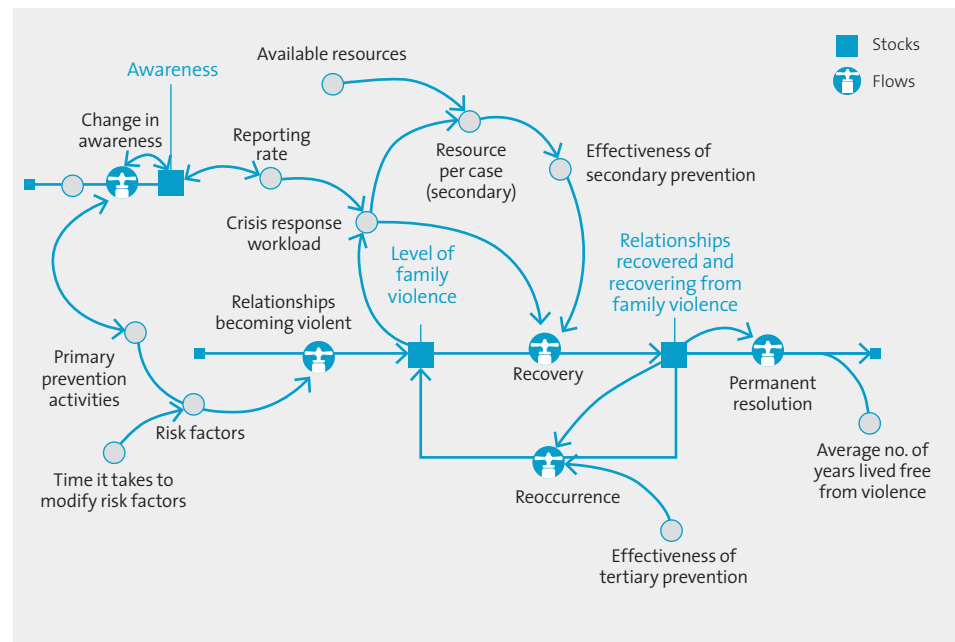 Available resources
Stocks
Flows
Awareness
Change in
awareness
Reporting
rate
Resource
per case
(secondary)
Effectiveness of
secondary prevention
Crisis response
workload
Level of
family
violence
Relationships
recovered and
recovering from
family violence
Relationships
becoming violent
Primary
prevention
activities
Recovery
Permanent
resolution
Risk factors
Time it takes to
modify risk factors
Reoccurrence
Average no. of
years lived free
from violence
Effectiveness of
tertiary prevention